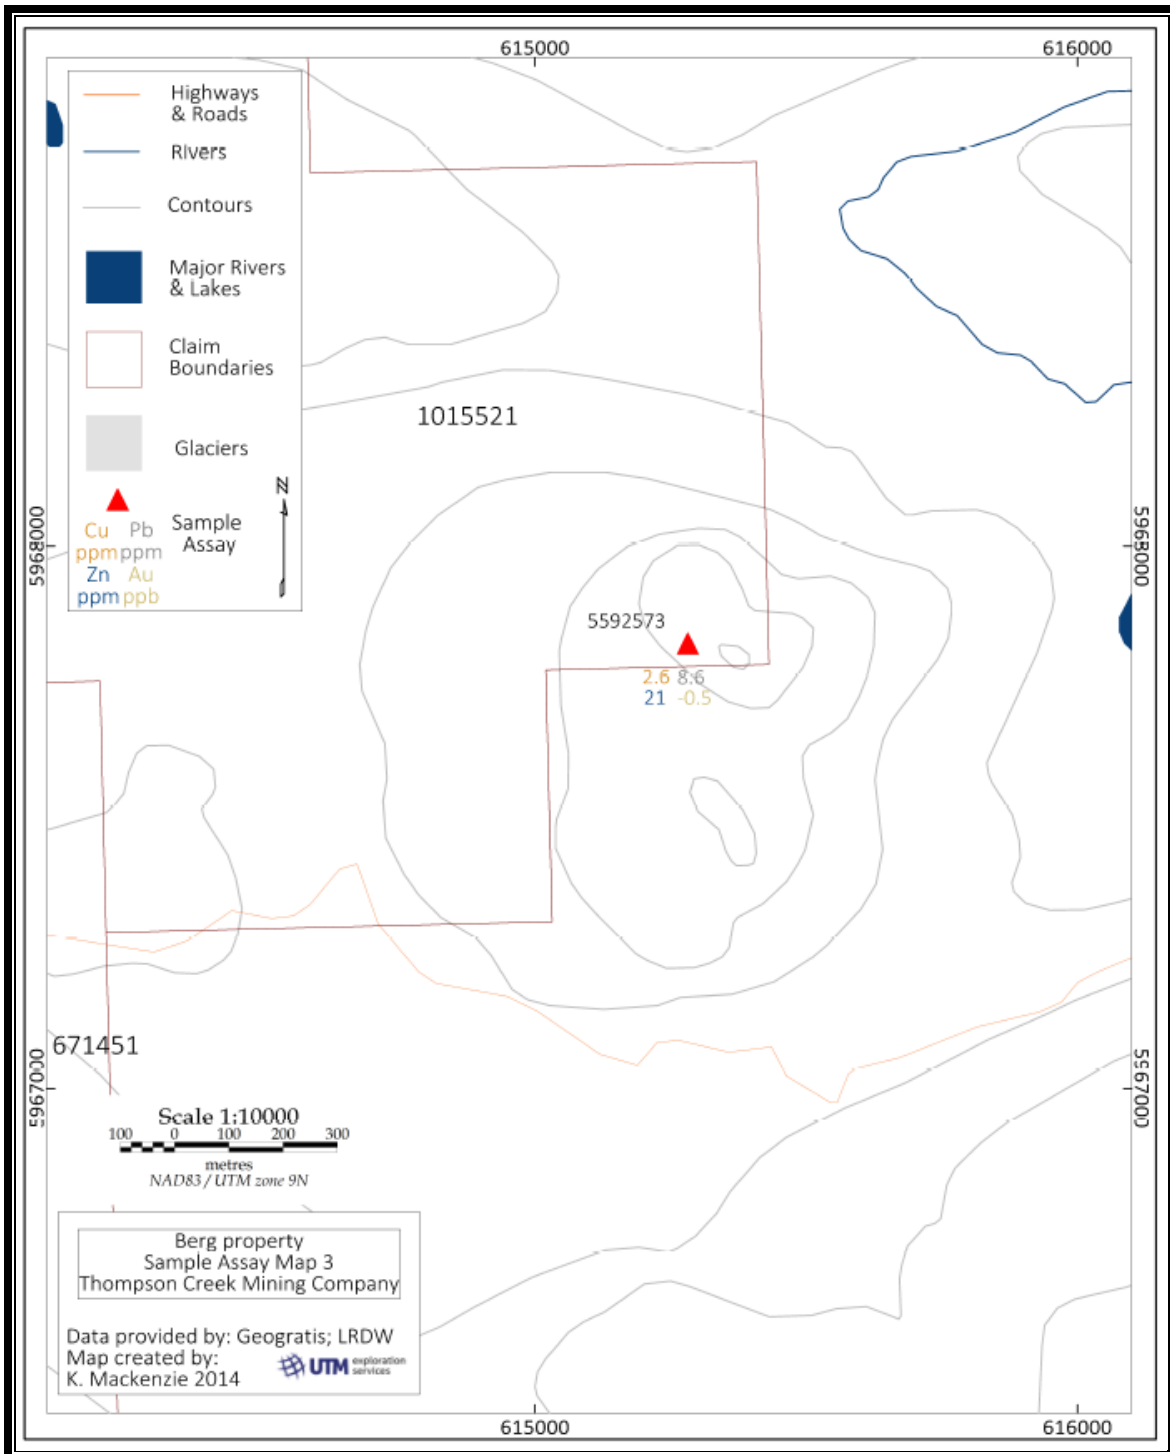 615000
616000
Highways
& Roads
Rivers
Contours
Major Rivers
& Lakes
Claim
Boundaries
Glaciers
N
Cu Pb
ppm ppm
Zn Au
ppm ppb
Sample
Assay
1015521
5968000
5968000
5592573
2.6 8.6
21 -0.5
671451
5967000
5967000
Scale 1:10000
100 0 100 200 300
metres
NAD83 / UTM zone 9N
Berg property
Sample Assay Map 3
Thompson Creek Mining Company
Data provided by: Geogratis; LRDW
Map created by:
K. Mackenzie 2014
UTM exploration
services
615000
616000